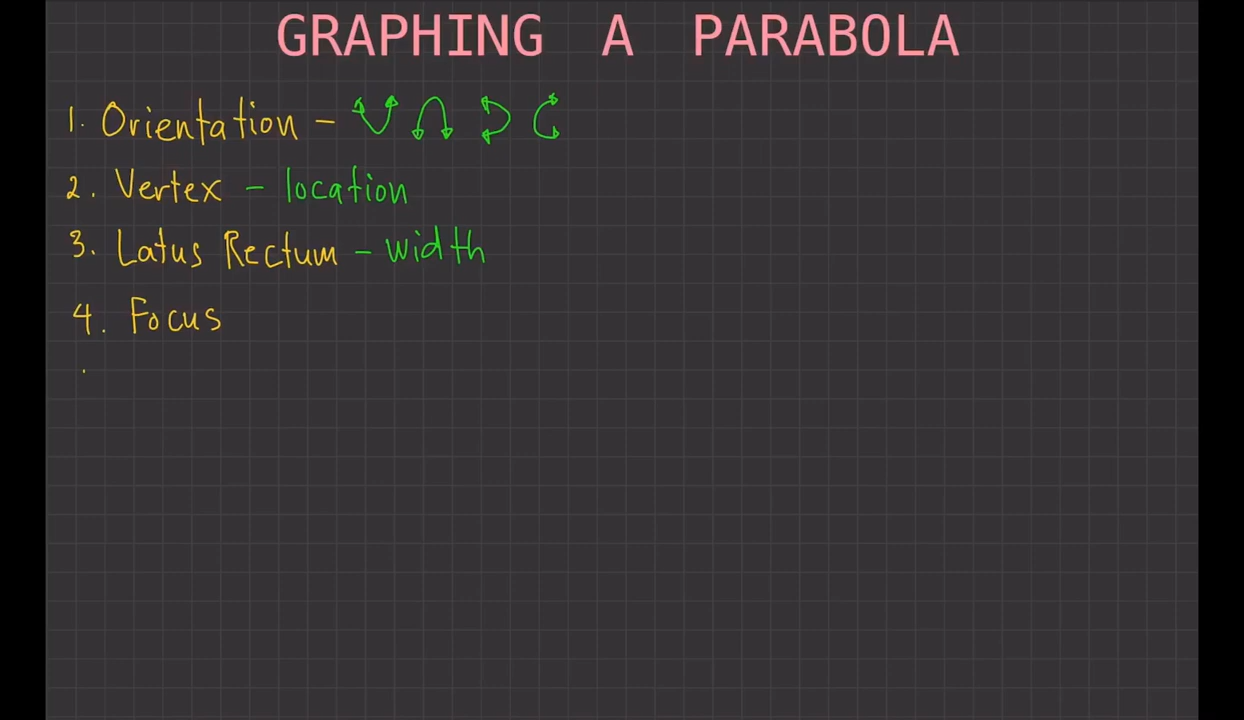 GRAPHING A PARABOLA
1. Orientation -
2. Vertex - location
3. Latus Rectum - width
4. Focus